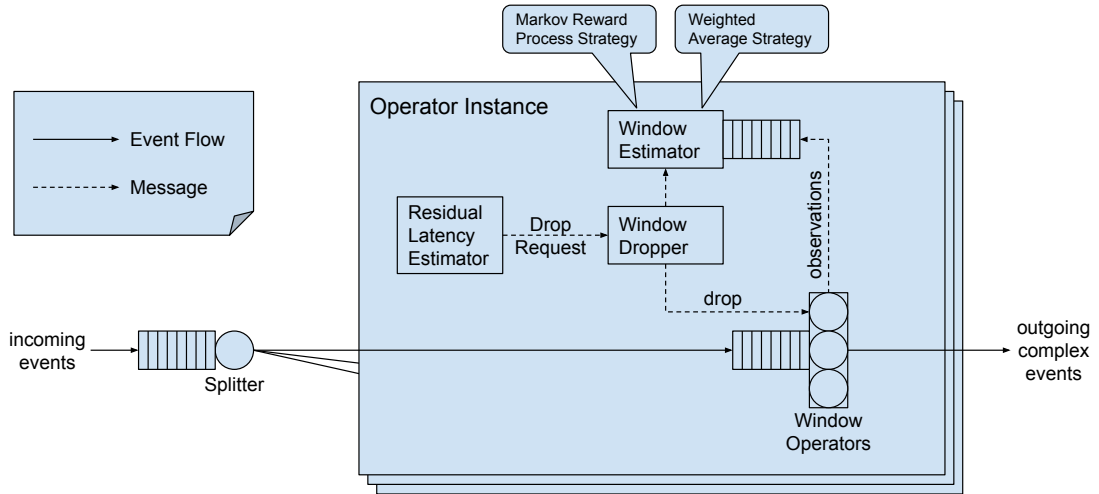 Markov Reward
Process Strategy
Weighted
Average Strategy
Event Flow
Message
Operator Instance
Window
Estimator
Residual
Latency
Estimator
Drop
Request
Window
Dropper
observations
drop
incoming
events
Splitter
Window
Operators
outgoing
complex
events